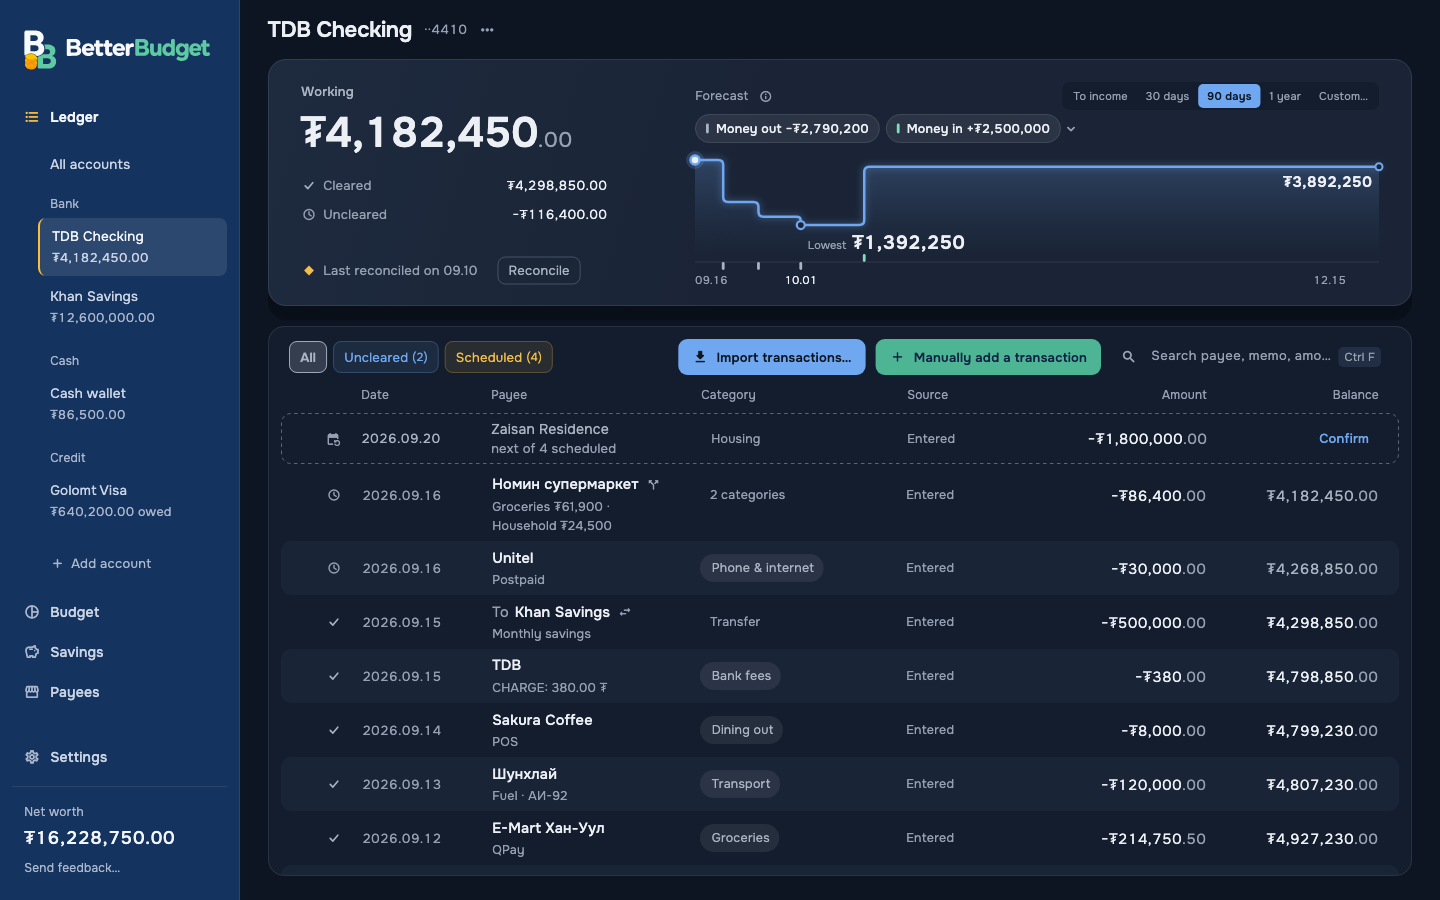 BetterBudget
Ledger
All accounts
Bank
TDB Checking
₮4,182,450.00
Khan Savings
₮12,600,000.00
Cash
Cash wallet
₮86,500.00
Credit
Golomt Visa
₮640,200.00 owed
+ Add account
Budget
Savings
Payees
Settings
Net worth
₮16,228,750.00
Send feedback...
TDB Checking ··4410 •••
Working
₮4,182,450.00
Cleared ₮4,298,850.00
Uncleared -₮116,400.00
Last reconciled on 09.10 Reconcile
Forecast To income 30 days 90 days 1 year Custom...
Money out -₮2,790,200 Money in +₮2,500,000
₮3,892,250
Lowest ₮1,392,250
09.16 10.01 12.15
All Uncleared (2) Scheduled (4) Import transactions... + Manually add a transaction Search payee, memo, amo... Ctrl F
Date Payee Category Source Amount Balance
2026.09.20 Zaisan Residence Housing Entered -₮1,800,000.00 Confirm
next of 4 scheduled
2026.09.16 Номин супермаркет 2 categories Entered -₮86,400.00 ₮4,182,450.00
Groceries ₮61,900 ·
Household ₮24,500
2026.09.16 Unitel Phone & internet Entered -₮30,000.00 ₮4,268,850.00
Postpaid
2026.09.15 To Khan Savings Transfer Entered -₮500,000.00 ₮4,298,850.00
Monthly savings
2026.09.15 TDB Bank fees Entered -₮380.00 ₮4,798,850.00
CHARGE: 380.00 ₮
2026.09.14 Sakura Coffee Dining out Entered -₮8,000.00 ₮4,799,230.00
POS
2026.09.13 Шунхлай Transport Entered -₮120,000.00 ₮4,807,230.00
Fuel · АИ-92
2026.09.12 E-Mart Хан-Уул Groceries Entered -₮214,750.50 ₮4,927,230.00
QPay